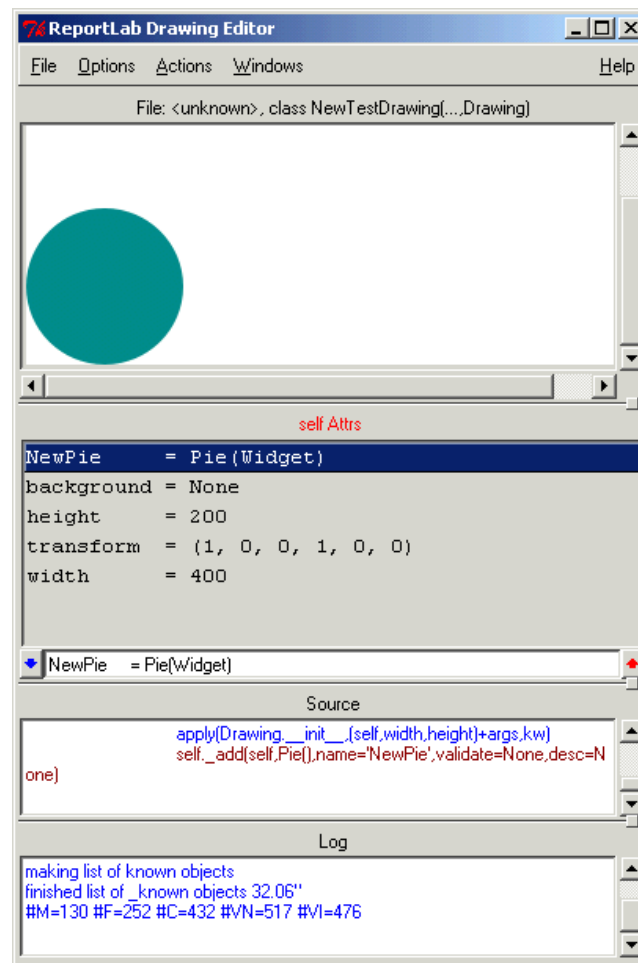 ReportLab Drawing Editor
File Options Actions Windows Help
File: <unknown>, class NewTestDrawing(...,Drawing)
self Attrs
NewPie = Pie(Widget)
background = None
height = 200
transform = (1, 0, 0, 1, 0, 0)
width = 400
NewPie = Pie(Widget)
Source
apply(Drawing.__init__,(self,width,height)+args,kw)
self._add(self,Pie(),name='NewPie',validate=None,desc=N
one)
Log
making list of known objects
finished list of _known objects 32.06''
#M=130 #F=252 #C=432 #VN=517 #VI=476